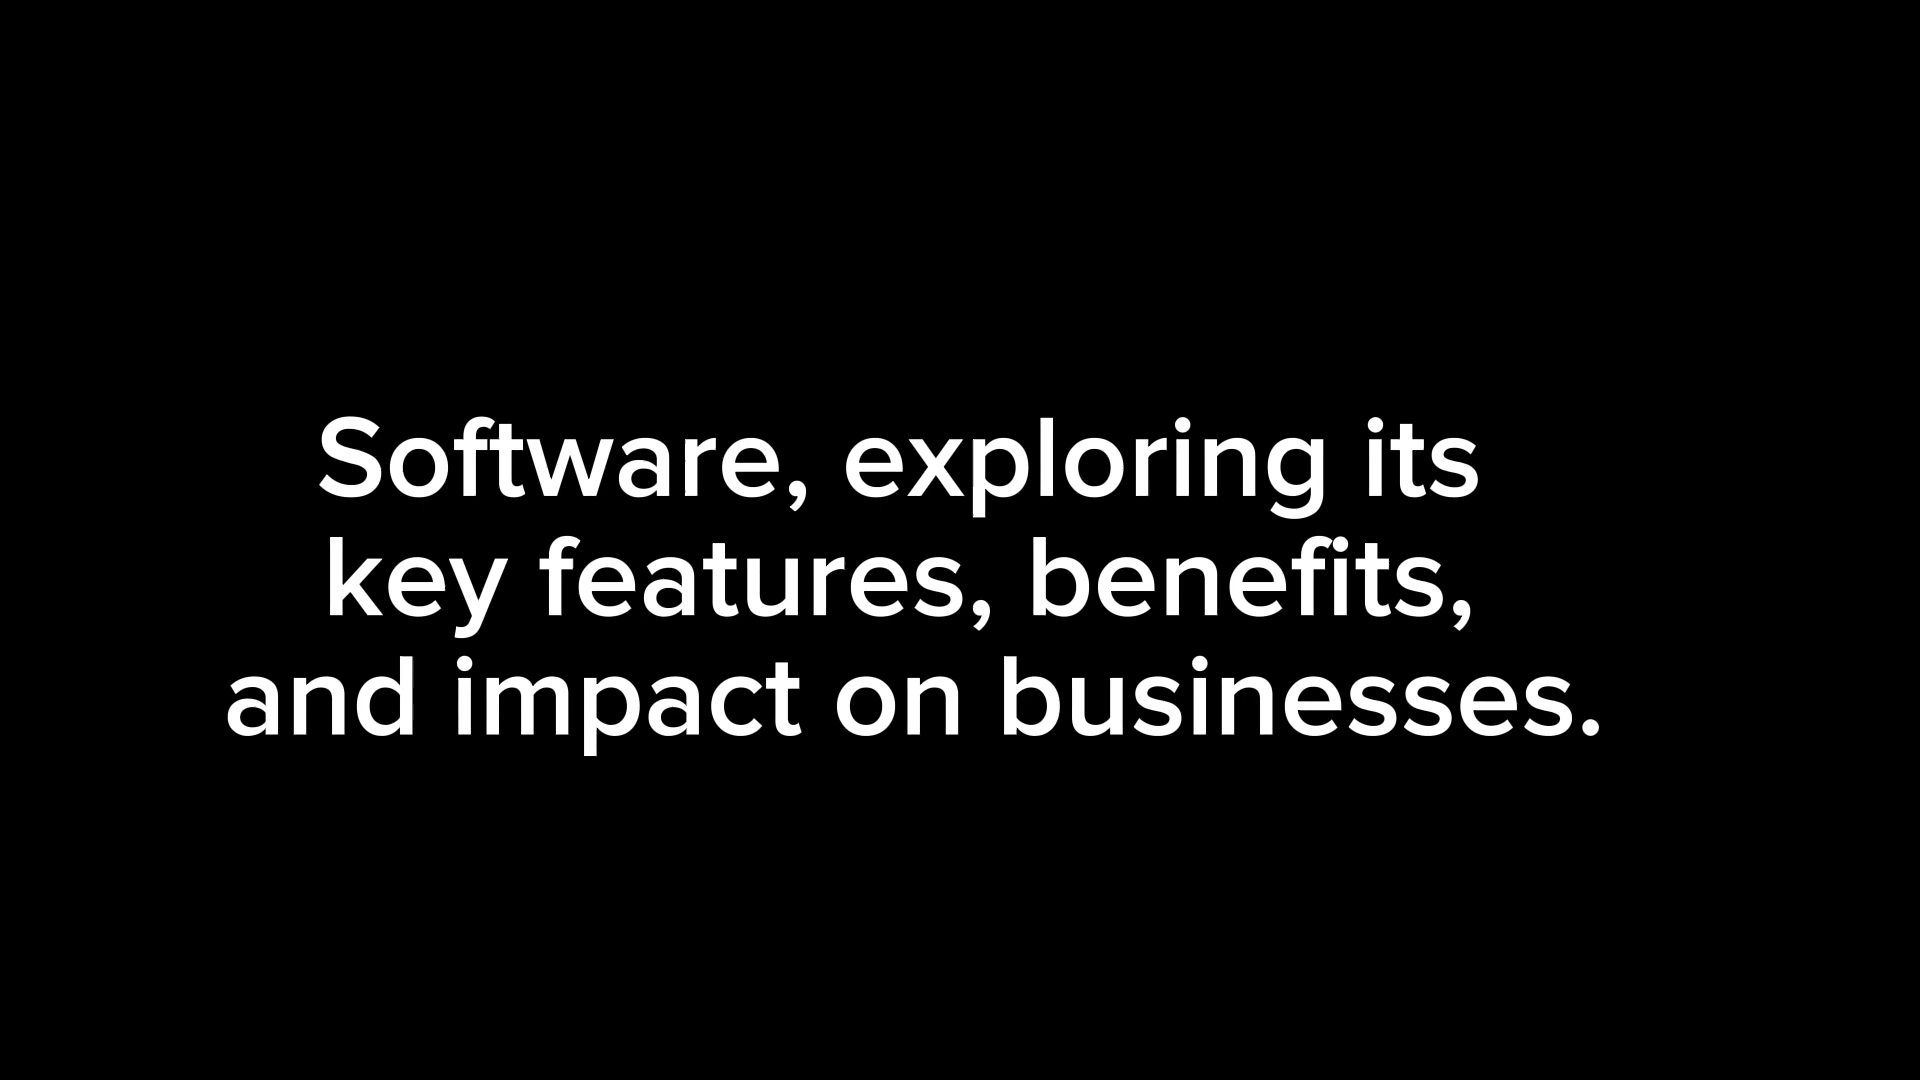 Software, exploring its
key features, benefits,
and impact on businesses.